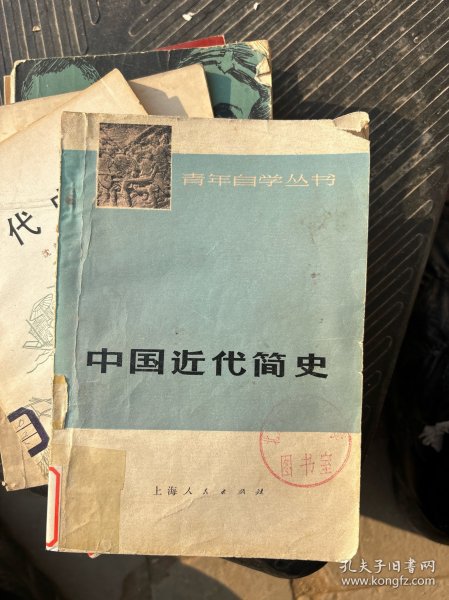 青年自学丛书
中国近代简史
图书室
上海人民出版社
代
孔夫子旧书网
www.kongfz.com